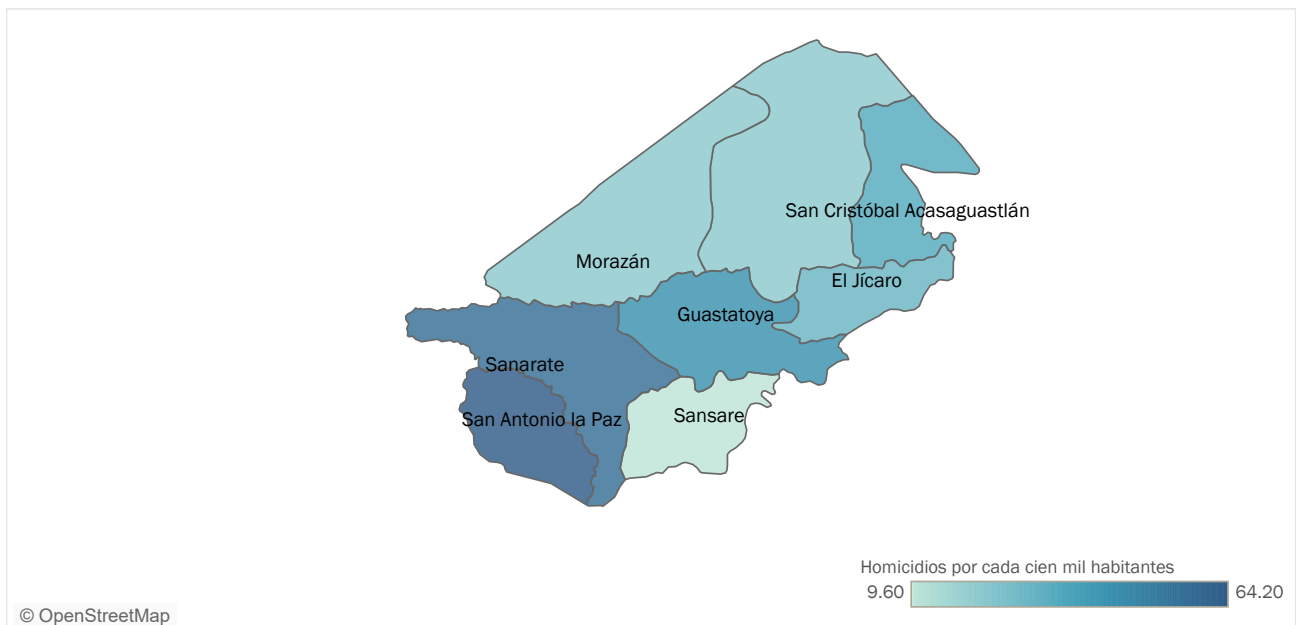 San Cristóbal Acasaguastlán
Morazán
El Jícaro
Guastatoya
Sanarate
San Antonio la Paz
Sansare
Homicidios por cada cien mil habitantes
9.60
64.20
© OpenStreetMap